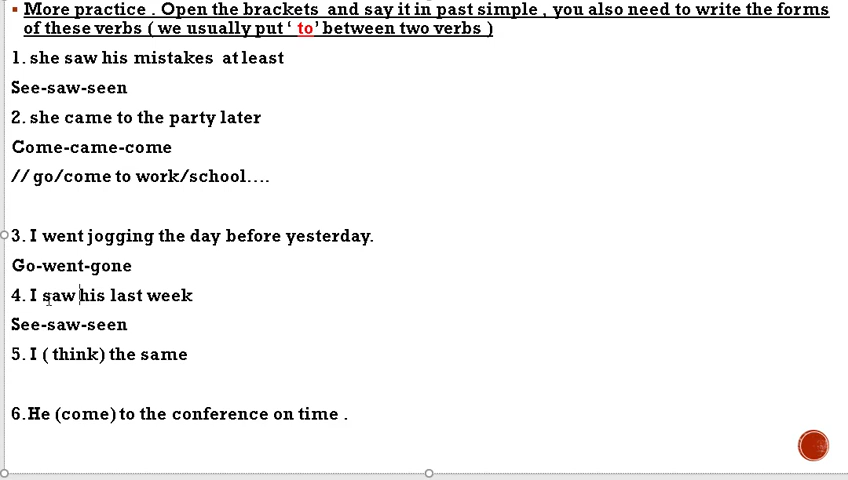 More practice . Open the brackets and say it in past simple , you also need to write the forms
of these verbs ( we usually put ‘ to’ between two verbs )
1. she saw his mistakes at least
See-saw-seen
2. she came to the party later
Come-came-come
// go/come to work/school….
3. I went jogging the day before yesterday.
Go-went-gone
4. I saw his last week
See-saw-seen
5. I ( think) the same
6.He (come) to the conference on time .